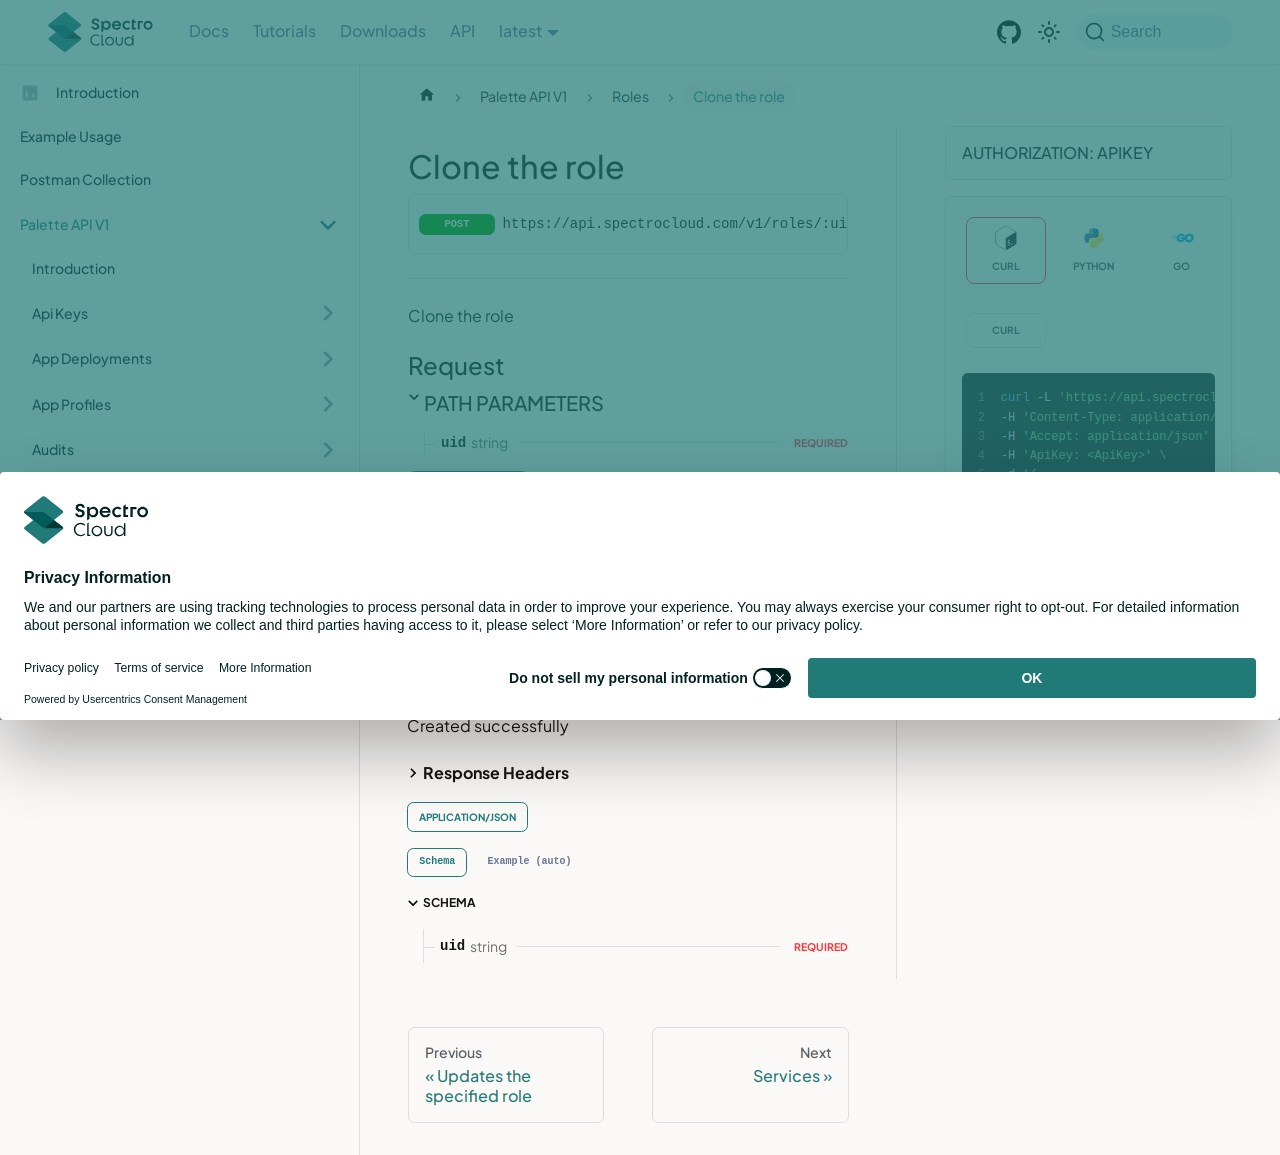 Spectro Cloud
Docs Tutorials Downloads API latest
Search
Introduction
Example Usage
Postman Collection
Palette API V1
Introduction
Api Keys
App Deployments
App Profiles
Audits
Palette API V1 Roles Clone the role
Clone the role
POST https://api.spectrocloud.com/v1/roles/:ui
Clone the role
Request
PATH PARAMETERS
uid string REQUIRED
AUTHORIZATION: APIKEY
CURL PYTHON GO
CURL
1 curl -L 'https://api.spectrocl
2 -H 'Content-Type: application/
3 -H 'Accept: application/json'
4 -H 'ApiKey: <ApiKey>' \
Spectro Cloud
Privacy Information
We and our partners are using tracking technologies to process personal data in order to improve your experience. You may always exercise your consumer right to opt-out. For detailed information
about personal information we collect and third parties having access to it, please select ‘More Information’ or refer to our privacy policy.
Privacy policy Terms of service More Information
Do not sell my personal information
OK
Powered by Usercentrics Consent Management
Created successfully
Response Headers
APPLICATION/JSON
Schema Example (auto)
SCHEMA
uid string REQUIRED
Previous
« Updates the
specified role
Next
Services »